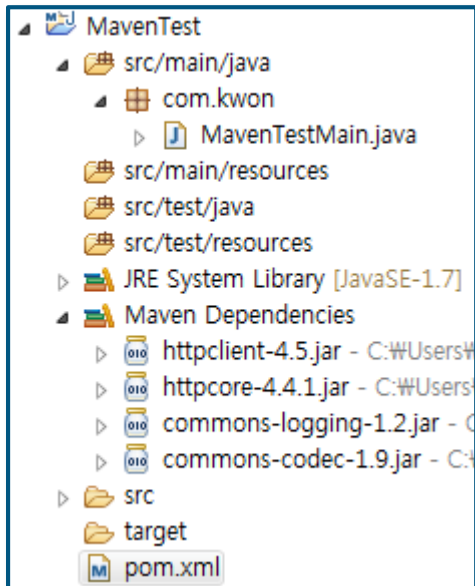 MavenTest
src/main/java
com.kwon
MavenTestMain.java
src/main/resources
src/test/java
src/test/resources
JRE System Library [JavaSE-1.7]
Maven Dependencies
httpclient-4.5.jar - C:₩Users₩
httpcore-4.4.1.jar - C:₩Users
commons-logging-1.2.jar - C
commons-codec-1.9.jar - C:
src
target
pom.xml